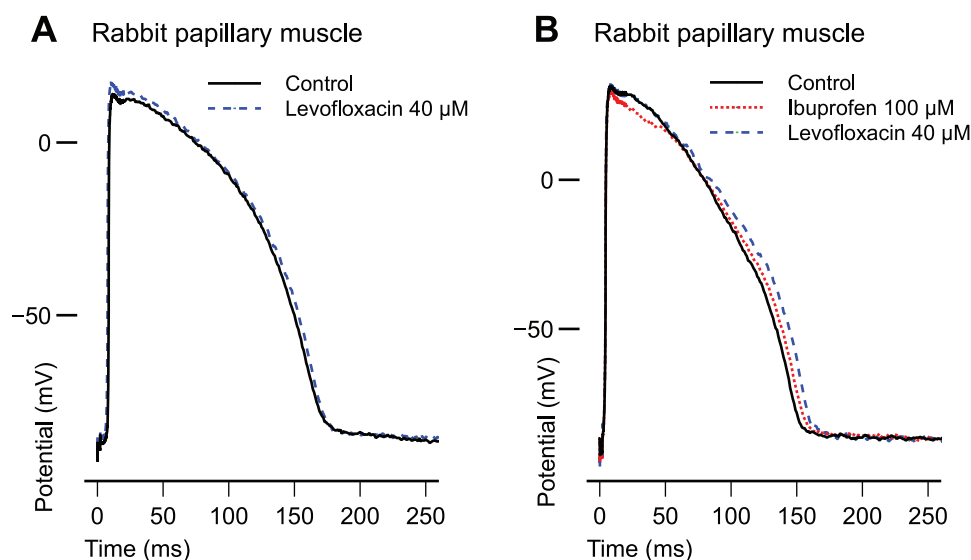 A Rabbit papillary muscle
Control
Levofloxacin 40 μM
0
−50
Potential (mV)
0 50 100 150 200 250
Time (ms)
B Rabbit papillary muscle
Control
Ibuprofen 100 μM
Levofloxacin 40 μM
0
−50
Potential (mV)
0 50 100 150 200 250
Time (ms)